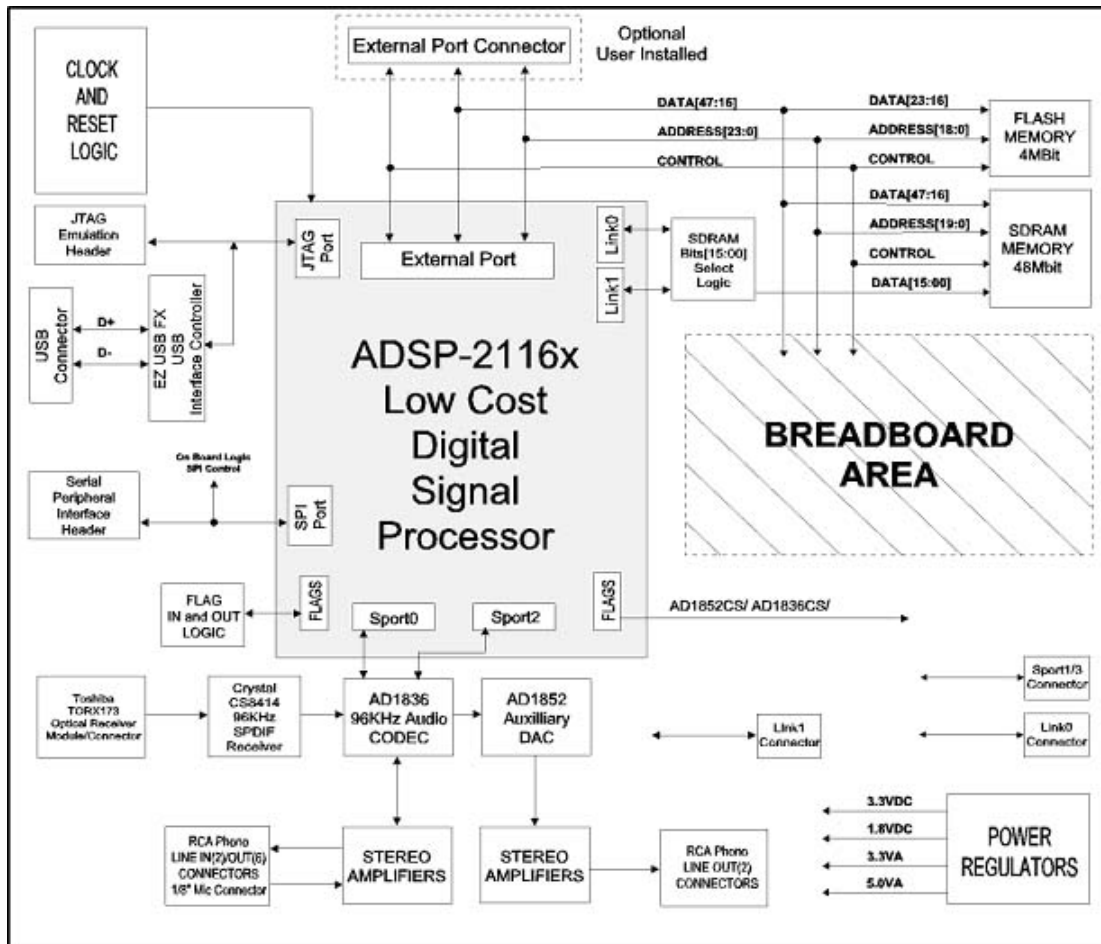 External Port Connector
Optional
User Installed
CLOCK
AND
RESET
LOGIC
DATA[47:16]
DATA[23:16]
ADDRESS[23:0]
ADDRESS[18:0]
CONTROL
CONTROL
FLASH
MEMORY
4MBit
DATA[47:16]
ADDRESS[19:0]
CONTROL
DATA[15:00]
SDRAM
MEMORY
48Mbit
JTAG
Emulation
Header
JTAG
Port
External Port
Link0
Link1
SDRAM
Bits[15:00]
Select
Logic
USB
Connector
D+
D-
EZ USB FX
USB
Interface Controller
ADSP-2116x
Low Cost
Digital
Signal
Processor
BREADBOARD
AREA
On Board Logic
SPI Control
Serial
Peripheral
Interface
Header
SPI
Port
FLAG
IN and OUT
LOGIC
FLAGS
Sport0
Sport2
FLAGS
AD1852CS/ AD1836CS/
Toshiba
TORX173
Optical Receiver
Module/Connector
Crystal
CS8414
96KHz
SPDIF
Receiver
AD1836
96KHz Audio
CODEC
AD1852
Auxilliary
DAC
Link1
Connector
Sport1/3
Connector
Link0
Connector
RCA Phono
LINE IN(2)/OUT(6)
CONNECTORS
1/8" Mic Connector
STEREO
AMPLIFIERS
STEREO
AMPLIFIERS
RCA Phono
LINE OUT(2)
CONNECTORS
3.3VDC
1.8VDC
3.3VA
5.0VA
POWER
REGULATORS